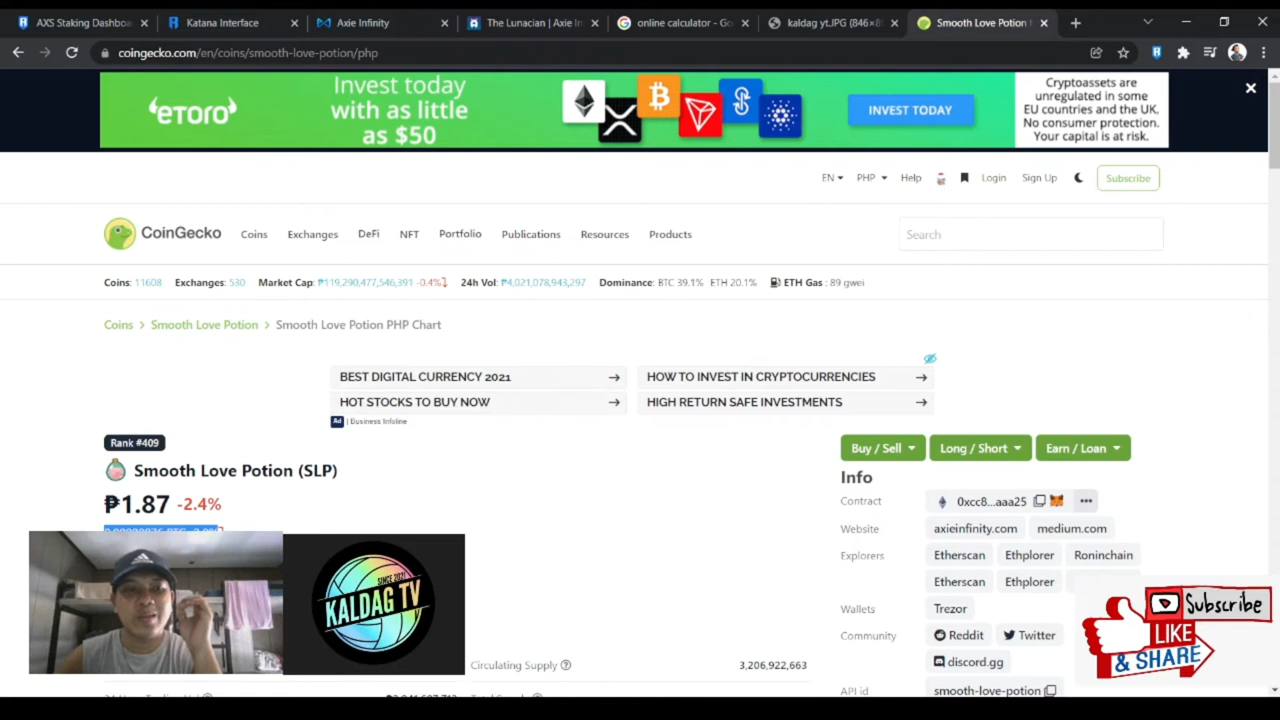 AXS Staking Dashboa
Katana Interface
Axie Infinity
The Lunacian | Axie In
online calculator - Go
kaldag yt.JPG (846×8
Smooth Love Potion
coingecko.com/en/coins/smooth-love-potion/php
eTORO
Invest today
with as little
as $50
INVEST TODAY
Cryptoassets are
unregulated in some
EU countries and the UK.
No consumer protection.
Your capital is at risk.
EN
PHP
Help
Login
Sign Up
Subscribe
CoinGecko
Coins
Exchanges
DeFi
NFT
Portfolio
Publications
Resources
Products
Search
Coins: 11608 Exchanges: 530 Market Cap: ₱119,290,477,546,391 -0.4% 24h Vol: ₱4,021,078,943,297 Dominance: BTC 39.1% ETH 20.1% ETH Gas : 89 gwei
Coins > Smooth Love Potion > Smooth Love Potion PHP Chart
BEST DIGITAL CURRENCY 2021 →
HOW TO INVEST IN CRYPTOCURRENCIES →
HOT STOCKS TO BUY NOW →
HIGH RETURN SAFE INVESTMENTS →
Ad | Business Infoline
Rank #409
Smooth Love Potion (SLP)
₱1.87 -2.4%
Buy / Sell
Long / Short
Earn / Loan
Info
Contract 0xcc8...aaa25 •••
Website axieinfinity.com medium.com
Explorers Etherscan Ethplorer Roninchain
Etherscan Ethplorer
Wallets Trezor
Community Reddit Twitter
discord.gg
API id smooth-love-potion
Circulating Supply 3,206,922,663
SINCE 2021
KALDAG TV
Subscribe
LIKE
& SHARE